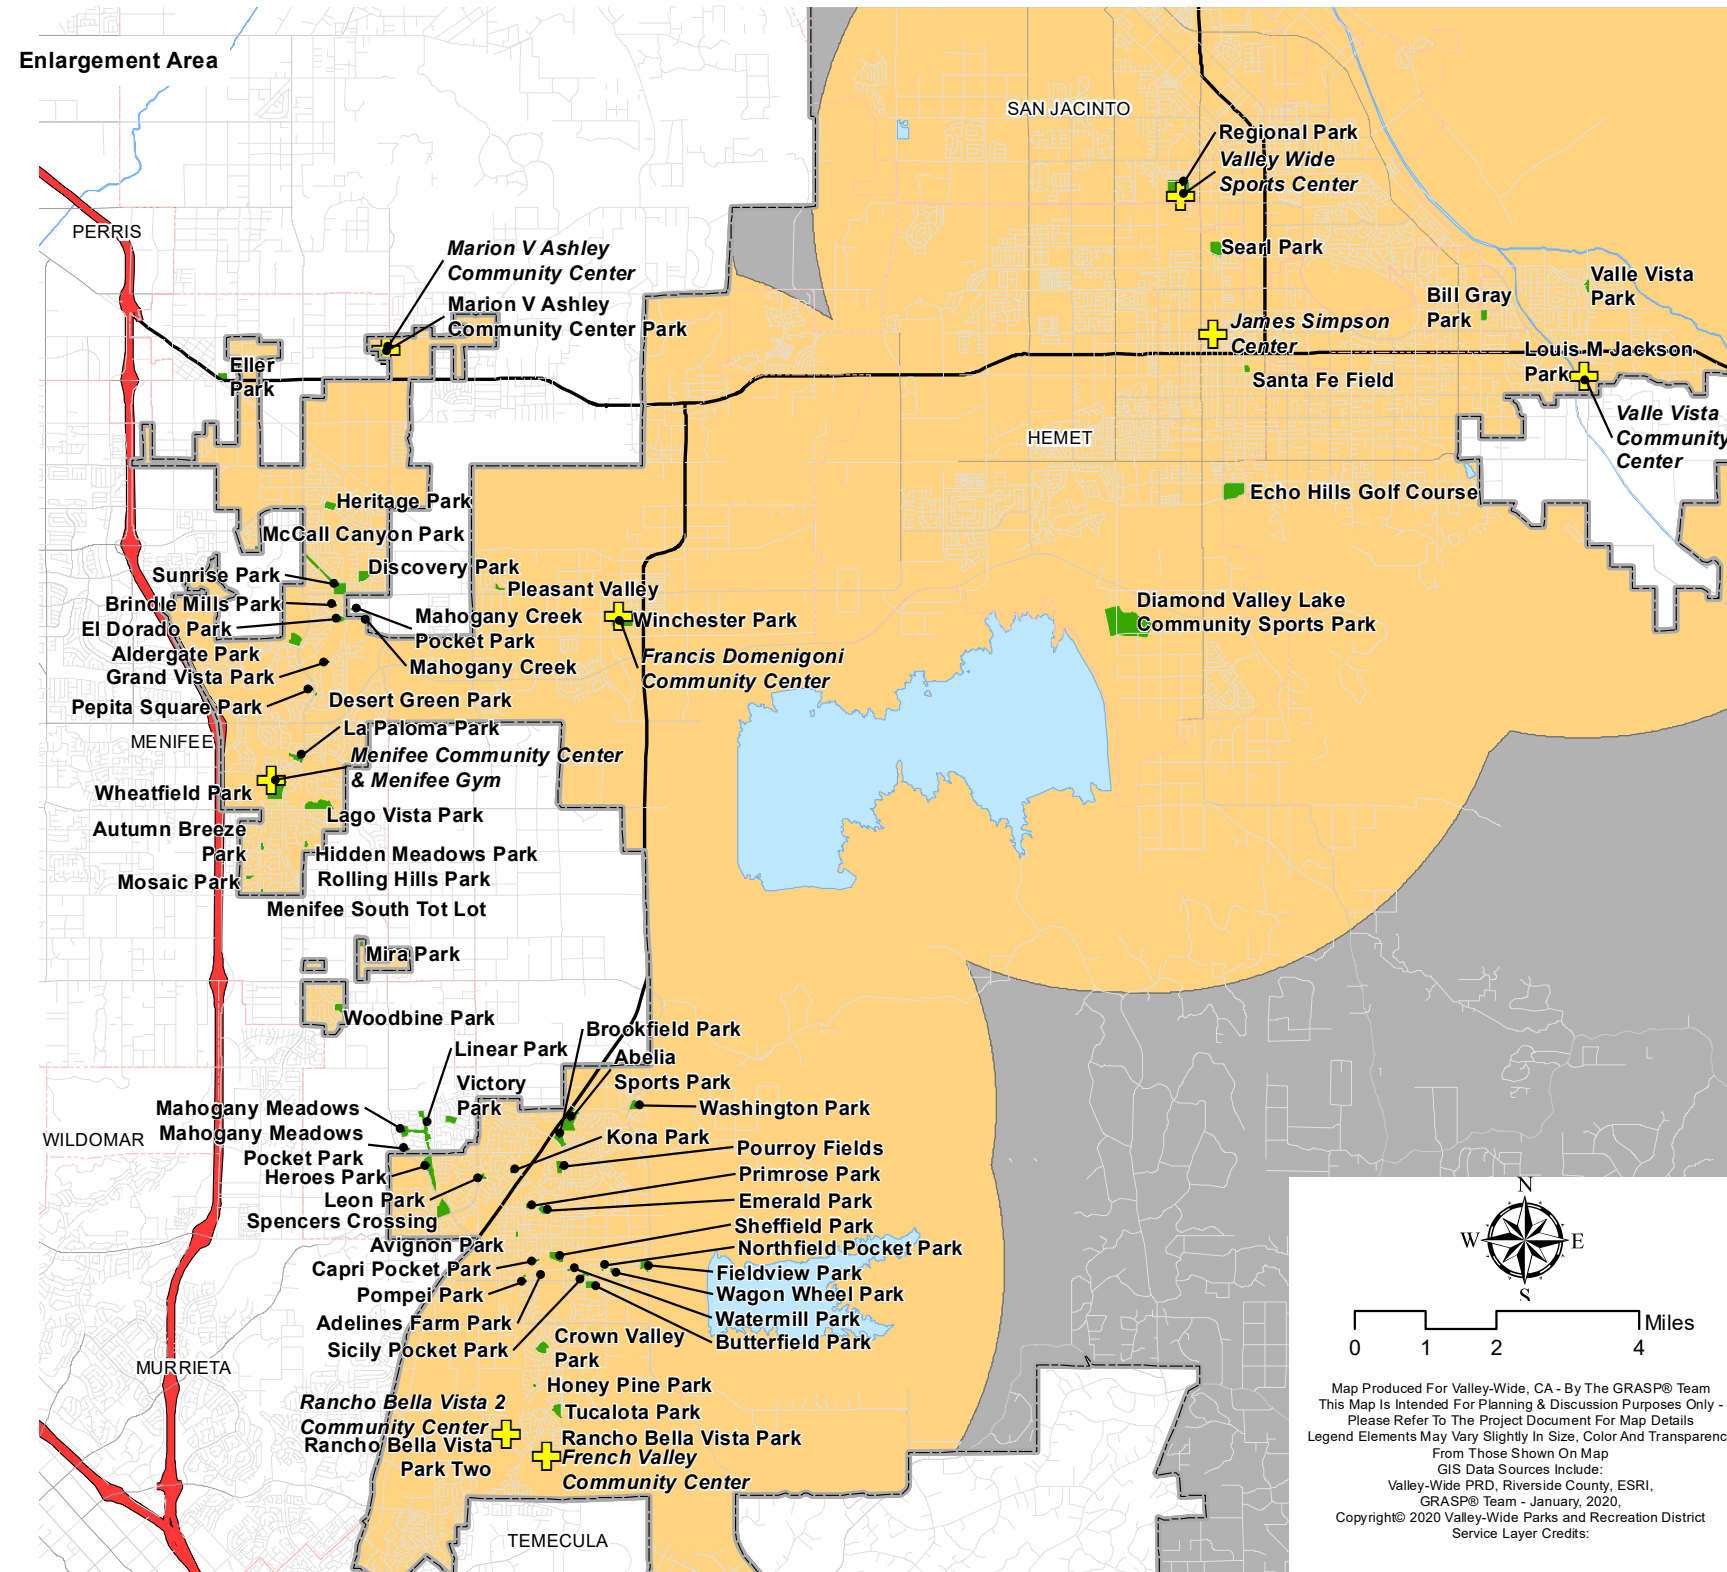 Enlargement Area
SAN JACINTO
Regional Park
Valley Wide
Sports Center
PERRIS
Marion V Ashley
Community Center
Searl Park
Valle Vista
Park
Bill Gray
Park
Marion V Ashley
Community Center Park
James Simpson
Center
Eller
Park
Louis M Jackson
Park
Santa Fe Field
Valle Vista
Community
Center
HEMET
Heritage Park
Echo Hills Golf Course
McCall Canyon Park
Discovery Park
Sunrise Park
Pleasant Valley
Brindle Mills Park
Mahogany Creek
Pocket Park
Winchester Park
Diamond Valley Lake
Community Sports Park
El Dorado Park
Aldergate Park
Mahogany Creek
Francis Domenigoni
Community Center
Grand Vista Park
Desert Green Park
Pepita Square Park
La Paloma Park
MENIFEE
Menifee Community Center
& Menifee Gym
Wheatfield Park
Lago Vista Park
Autumn Breeze
Park
Hidden Meadows Park
Mosaic Park
Rolling Hills Park
Menifee South Tot Lot
Mira Park
Woodbine Park
Brookfield Park
Linear Park
Abelia
Sports Park
Victory
Park
Mahogany Meadows
Washington Park
WILDOMAR
Mahogany Meadows
Pocket Park
Kona Park
Pourroy Fields
Heroes Park
Primrose Park
Leon Park
Emerald Park
Spencers Crossing
Sheffield Park
Avignon Park
Northfield Pocket Park
Capri Pocket Park
Fieldview Park
Pompei Park
Wagon Wheel Park
Adelines Farm Park
Watermill Park
Sicily Pocket Park
Crown Valley
Park
Butterfield Park
MURRIETA
Honey Pine Park
Rancho Bella Vista 2
Community Center
Tucalota Park
Rancho Bella Vista
Park Two
Rancho Bella Vista Park
French Valley
Community Center
TEMECULA
N
W E
S
Miles
0 1 2 4
Map Produced For Valley-Wide, CA - By The GRASP® Team
This Map Is Intended For Planning & Discussion Purposes Only -
Please Refer To The Project Document For Map Details
Legend Elements May Vary Slightly In Size, Color And Transparenc
From Those Shown On Map
GIS Data Sources Include:
Valley-Wide PRD, Riverside County, ESRI,
GRASP® Team - January, 2020,
Copyright© 2020 Valley-Wide Parks and Recreation District
Service Layer Credits: